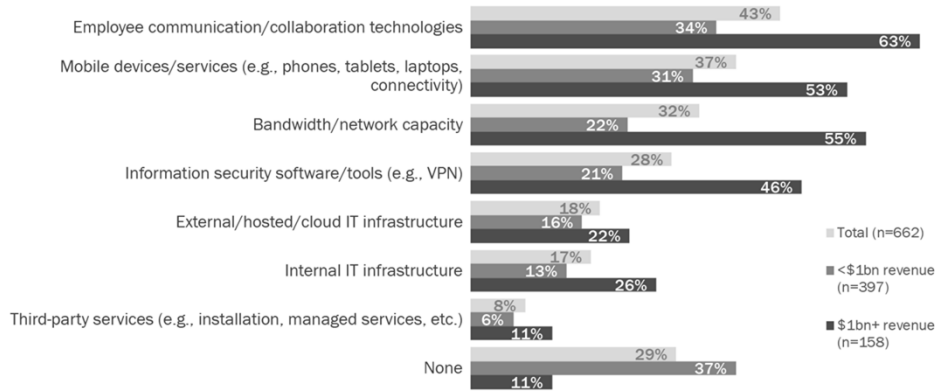 Employee communication/collaboration technologies
43%
34%
63%
Mobile devices/services (e.g., phones, tablets, laptops,
connectivity)
37%
31%
53%
Bandwidth/network capacity
32%
22%
55%
Information security software/tools (e.g., VPN)
28%
21%
46%
External/hosted/cloud IT infrastructure
18%
16%
22%
Internal IT infrastructure
17%
13%
26%
Third-party services (e.g., installation, managed services, etc.)
8%
6%
11%
None
29%
37%
11%
Total (n=662)
<$1bn revenue
(n=397)
$1bn+ revenue
(n=158)